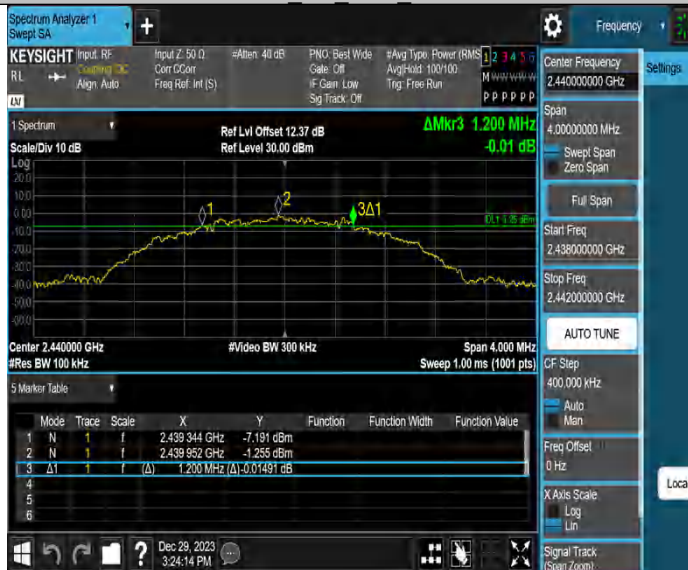 Spectrum Analyzer 1
Swept SA
+
Frequency
KEYSIGHT
Input: RF
Input Z: 50 Ω
#Atten: 40 dB
PNO: Best Wide
#Avg Type: Power (RMS)
1 2 3 4 5 6
RL
Coupling: DC
Corr CCorr
Gate: Off
Avg|Hold: 100/100
M W W W W W
Align: Auto
Freq Ref: Int (S)
IF Gain: Low
Trig: Free Run
Sig Track: Off
P P P P P P
LXI
1 Spectrum
Ref Lvl Offset 12.37 dB
ΔMkr3 1.200 MHz
Scale/Div 10 dB
Ref Level 30.00 dBm
-0.01 dB
Log
20.0
10.0
0.00
-10.0
-20.0
-30.0
-40.0
-50.0
-60.0
1
2
3Δ1
Center 2.440000 GHz
#Video BW 300 kHz
Span 4.000 MHz
#Res BW 100 kHz
Sweep 1.00 ms (1001 pts)
5 Marker Table
Mode Trace Scale X Y Function Function Width Function Value
1 N 1 f 2.439 344 GHz -7.191 dBm
2 N 1 f 2.439 952 GHz -1.255 dBm
3 Δ1 1 f (Δ) 1.200 MHz (Δ) -0.01491 dB
4
5
6
Dec 29, 2023
3:24:14 PM
?
Center Frequency
2.440000000 GHz
Settings
Span
4.00000000 MHz
Swept Span
Zero Span
Full Span
Start Freq
2.438000000 GHz
Stop Freq
2.442000000 GHz
AUTO TUNE
CF Step
400.000 kHz
Auto
Man
Freq Offset
0 Hz
X Axis Scale
Log
Lin
Signal Track
(Span Zoom)